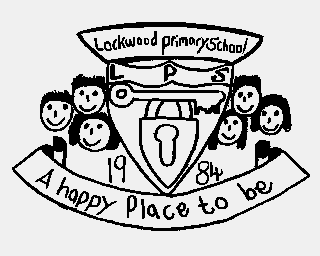 Lockwood primary School
L P S
19 84
A happy Place to be